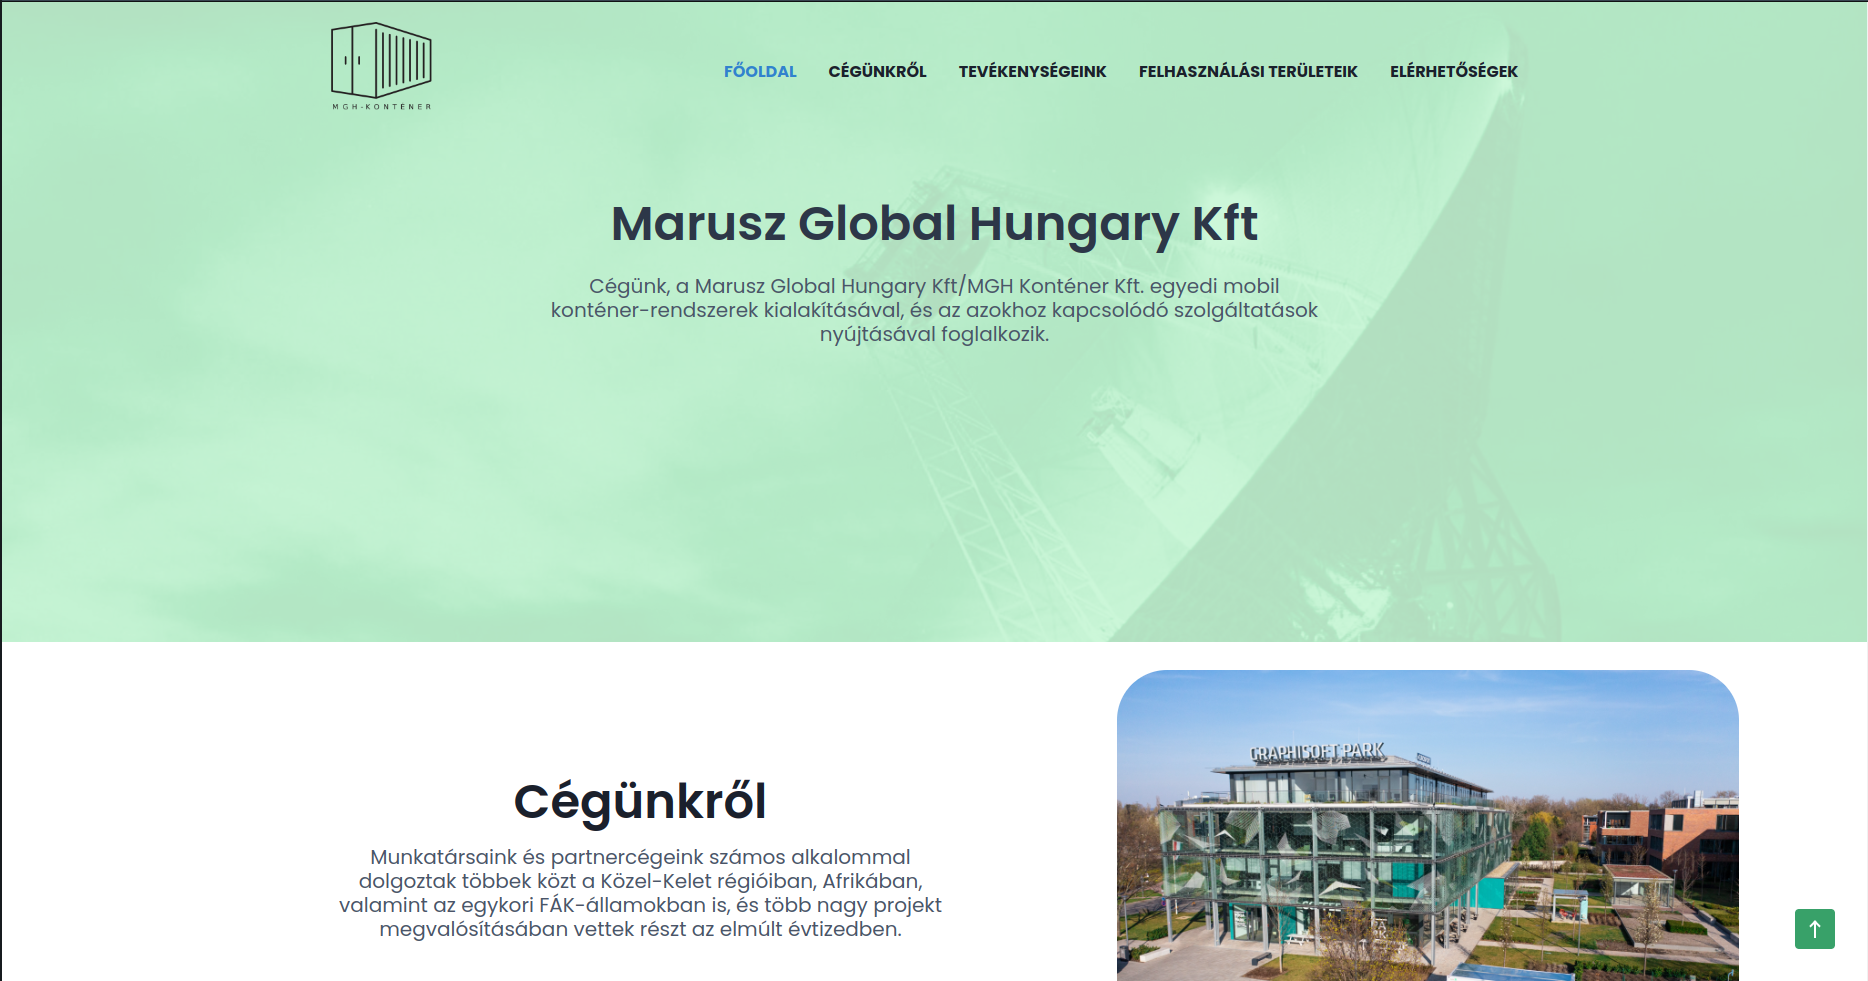 MGH-KONTÉNER
FŐOLDAL CÉGÜNKRŐL TEVÉKENYSÉGEINK FELHASZNÁLÁSI TERÜLETEIK ELÉRHETŐSÉGEK
Marusz Global Hungary Kft
Cégünk, a Marusz Global Hungary Kft/MGH Konténer Kft. egyedi mobil
konténer-rendszerek kialakításával, és az azokhoz kapcsolódó szolgáltatások
nyújtásával foglalkozik.
GRAPHISOFT PARK
Cégünkről
Munkatársaink és partnercégeink számos alkalommal
dolgoztak többek közt a Közel-Kelet régióiban, Afrikában,
valamint az egykori FÁK-államokban is, és több nagy projekt
megvalósításában vettek részt az elmúlt évtizedben.